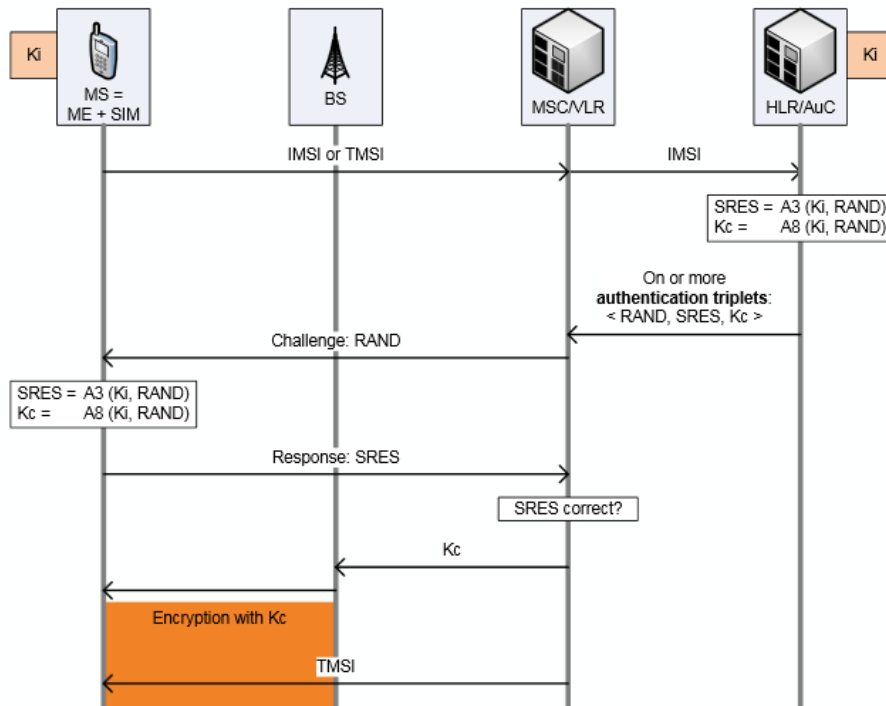 Ki
MS =
ME + SIM
BS
MSC/VLR
HLR/AuC
Ki
IMSI or TMSI
IMSI
SRES = A3 (Ki, RAND)
Kc = A8 (Ki, RAND)
On or more
authentication triplets:
< RAND, SRES, Kc >
Challenge: RAND
SRES = A3 (Ki, RAND)
Kc = A8 (Ki, RAND)
Response: SRES
SRES correct?
Kc
Encryption with Kc
TMSI